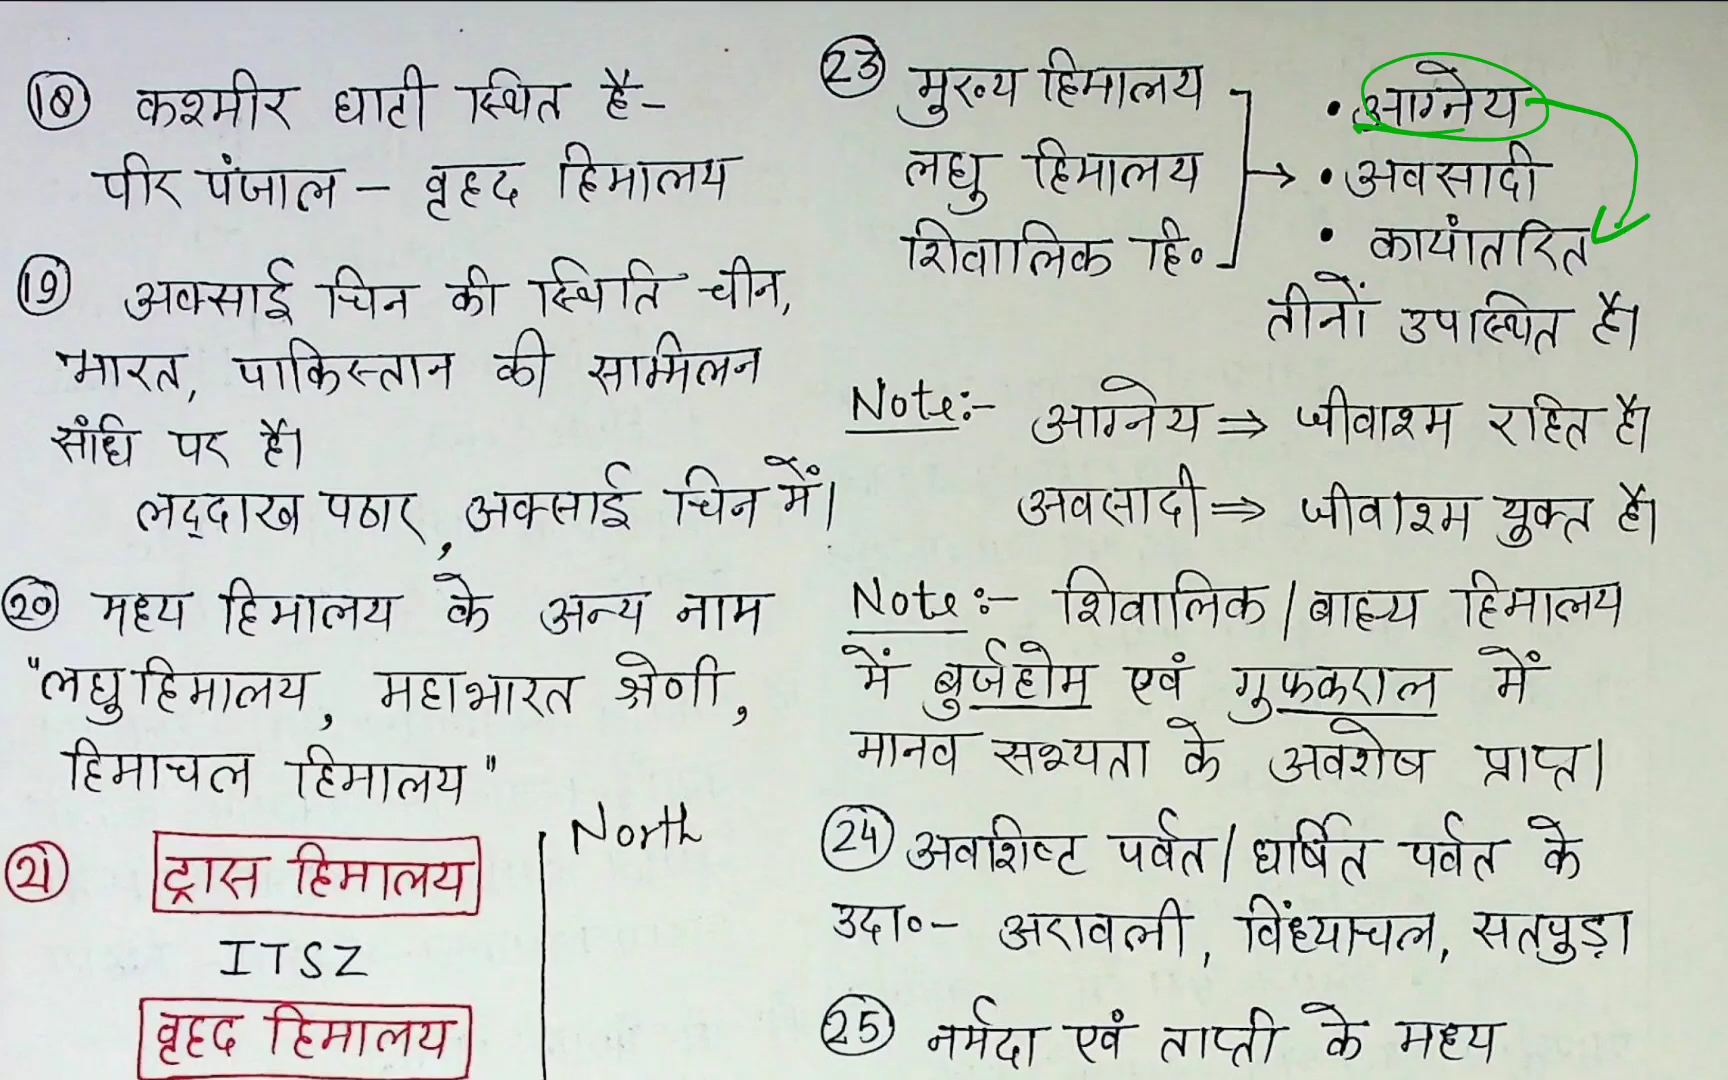 (18) कश्मीर घाटी स्थित है-
पीर पंजाल - वृहद हिमालय
(19) अक्साई चिन की स्थिति चीन,
भारत, पाकिस्तान की सम्मिलन
संधि पर है।
लद्दाख पठार, अक्साई चिन में।
(20) मध्य हिमालय के अन्य नाम
"लघु हिमालय, महाभारत श्रेणी,
हिमाचल हिमालय"
(21) ट्रास हिमालय
North
ITSZ
वृहद हिमालय
(23) मुख्य हिमालय
लघु हिमालय → • अवसादी
शिवालिक हि०
• आग्नेय
• कायांतरित
तीनों उपस्थित है।
Note:- आग्नेय ⇒ जीवाश्म रहित है।
अवसादी ⇒ जीवाश्म युक्त है।
Note:- शिवालिक / बाह्य हिमालय
में बुर्जहोम एवं गुफकराल में
मानव सभ्यता के अवशेष प्राप्त।
(24) अवशिष्ट पर्वत / घर्षित पर्वत के
उदा०- अरावली, विंध्याचल, सतपुड़ा
(25) नर्मदा एवं ताप्ती के मध्य